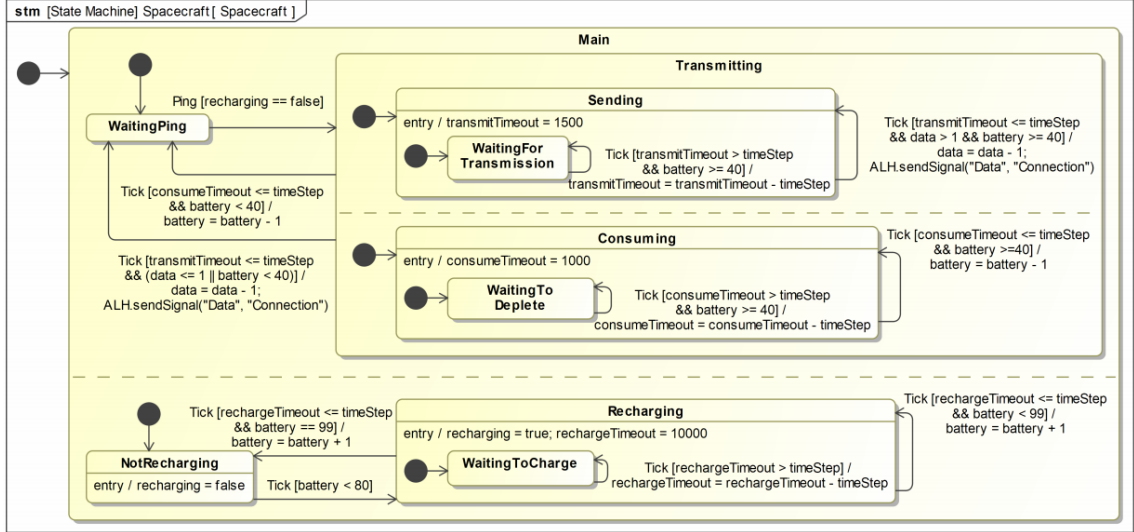 stm [State Machine] Spacecraft [ Spacecraft ]
Main
Transmitting
Ping [recharging == false]
WaitingPing
Sending
entry / transmitTimeout = 1500
WaitingFor
Transmission
Tick [transmitTimeout > timeStep
&& battery >= 40] /
transmitTimeout = transmitTimeout - timeStep
Tick [transmitTimeout <= timeStep
&& data > 1 && battery >= 40] /
data = data - 1;
ALH.sendSignal("Data", "Connection")
Tick [consumeTimeout <= timeStep
&& battery < 40] /
battery = battery - 1
Tick [transmitTimeout <= timeStep
&& (data <= 1 || battery < 40)] /
data = data - 1;
ALH.sendSignal("Data", "Connection")
Consuming
entry / consumeTimeout = 1000
WaitingTo
Deplete
Tick [consumeTimeout > timeStep
&& battery >= 40] /
consumeTimeout = consumeTimeout - timeStep
Tick [consumeTimeout <= timeStep
&& battery >=40] /
battery = battery - 1
Tick [rechargeTimeout <= timeStep
&& battery == 99] /
battery = battery + 1
NotRecharging
entry / recharging = false
Tick [battery < 80]
Recharging
entry / recharging = true; rechargeTimeout = 10000
WaitingToCharge
Tick [rechargeTimeout > timeStep] /
rechargeTimeout = rechargeTimeout - timeStep
Tick [rechargeTimeout <= timeStep
&& battery < 99] /
battery = battery + 1